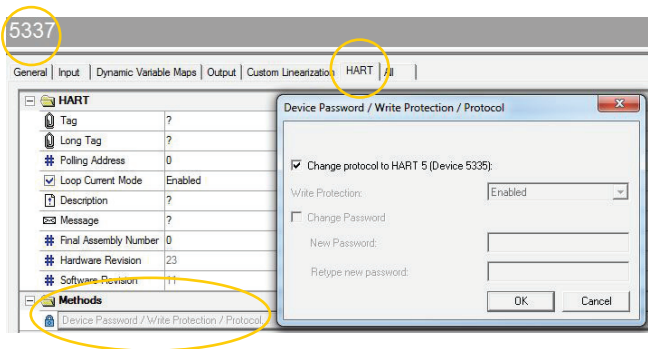 5337
General Input Dynamic Variable Maps Output Custom Linearization HART All
HART
Tag ?
Long Tag ?
Polling Address 0
Loop Current Mode Enabled
Description ?
Message ?
Final Assembly Number 0
Hardware Revision 23
Software Revision 11
Methods
Device Password / Write Protection / Protocol
Device Password / Write Protection / Protocol
Change protocol to HART 5 (Device 5335):
Write Protection: Enabled
Change Password
New Password:
Retype new password:
OK Cancel